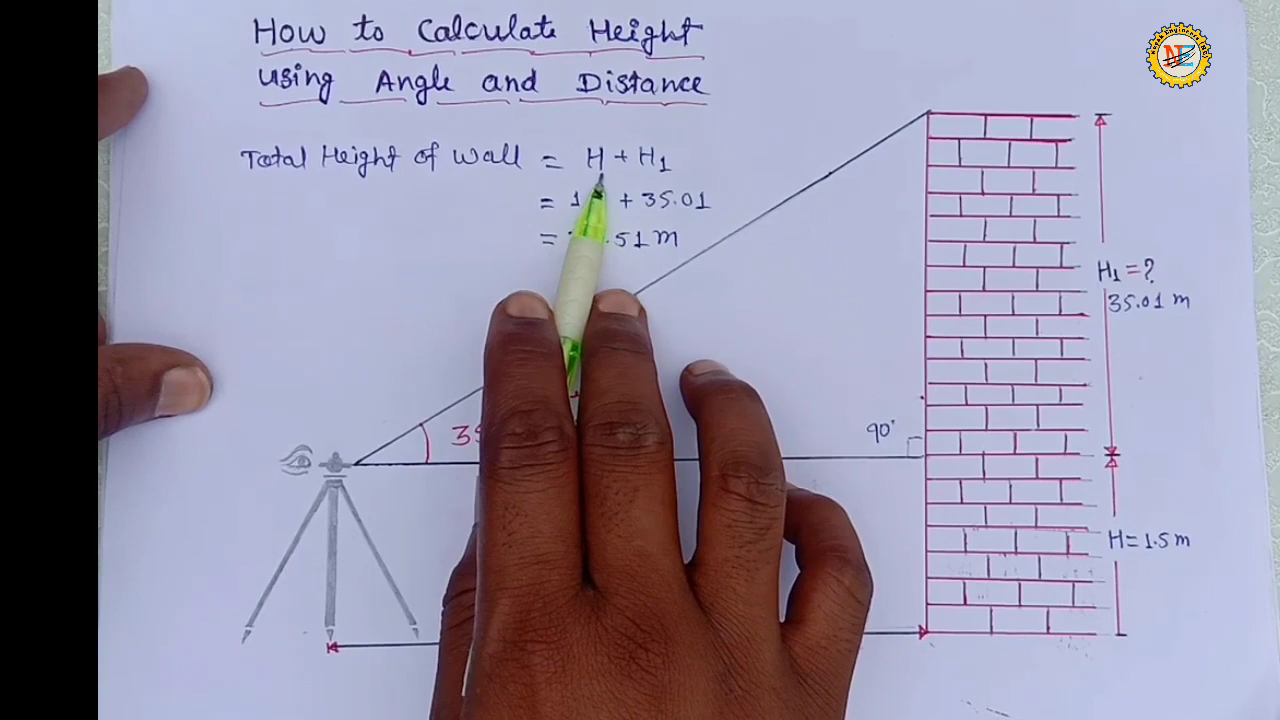 How to Calculate Height
using Angle and Distance
Total Height of Wall = H + H₁
= 1 + 35.01
= .51 m
H₁ = ?
35.01 m
90°
H = 1.5 m
NE